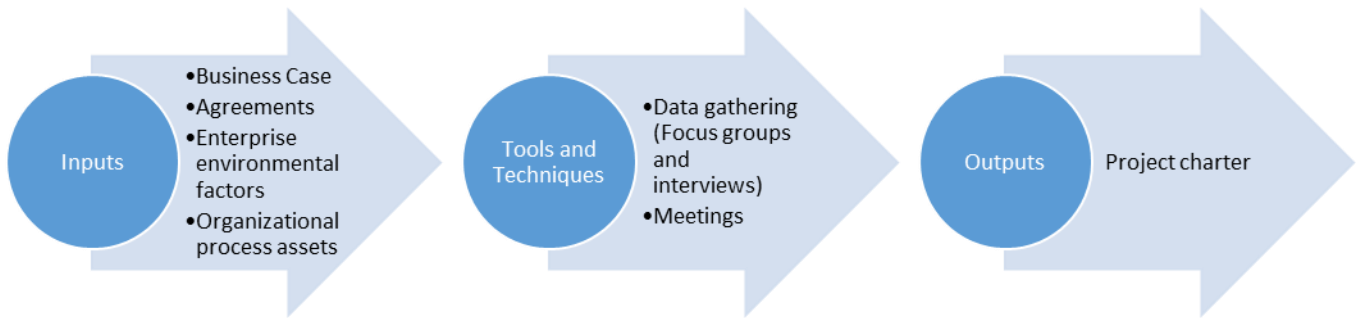 Inputs
•Business Case
•Agreements
•Enterprise
environmental
factors
•Organizational
process assets
Tools and
Techniques
•Data gathering
(Focus groups
and
interviews)
•Meetings
Outputs
Project charter